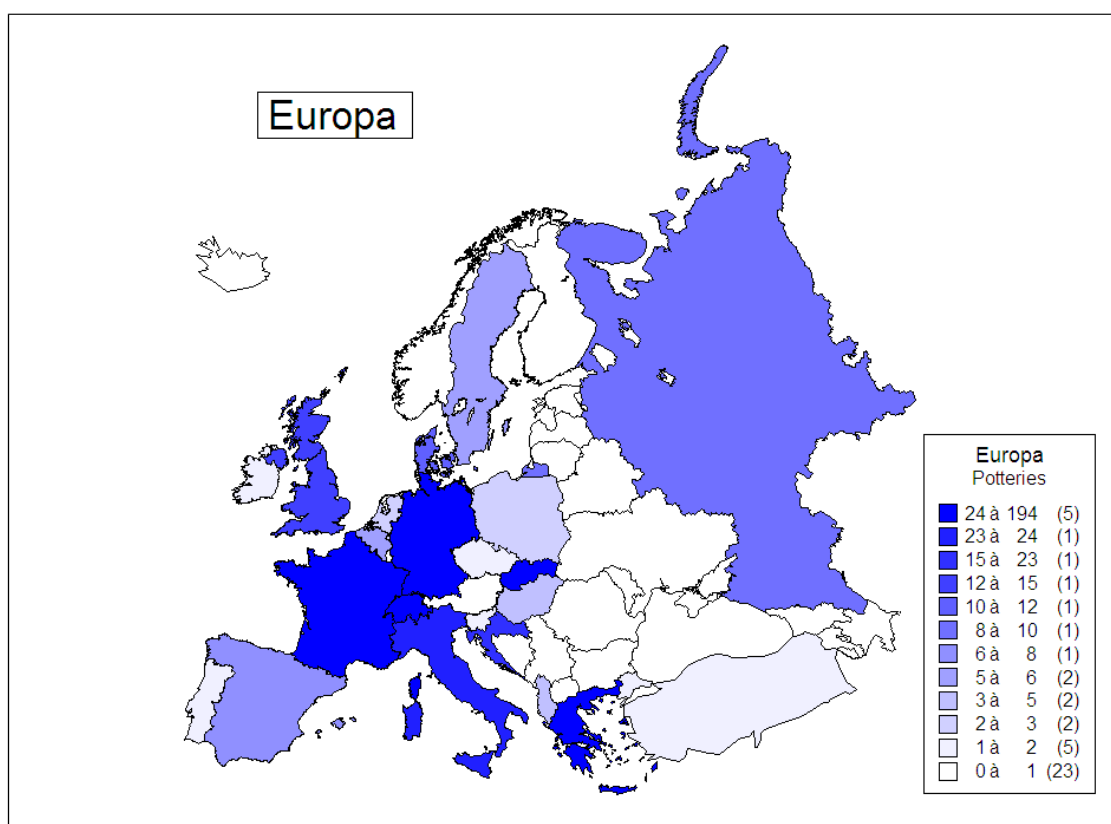 Europa
Europa
Potteries
24 à 194 (5)
23 à 24 (1)
15 à 23 (1)
12 à 15 (1)
10 à 12 (1)
8 à 10 (1)
6 à 8 (1)
5 à 6 (2)
3 à 5 (2)
2 à 3 (2)
1 à 2 (5)
0 à 1 (23)